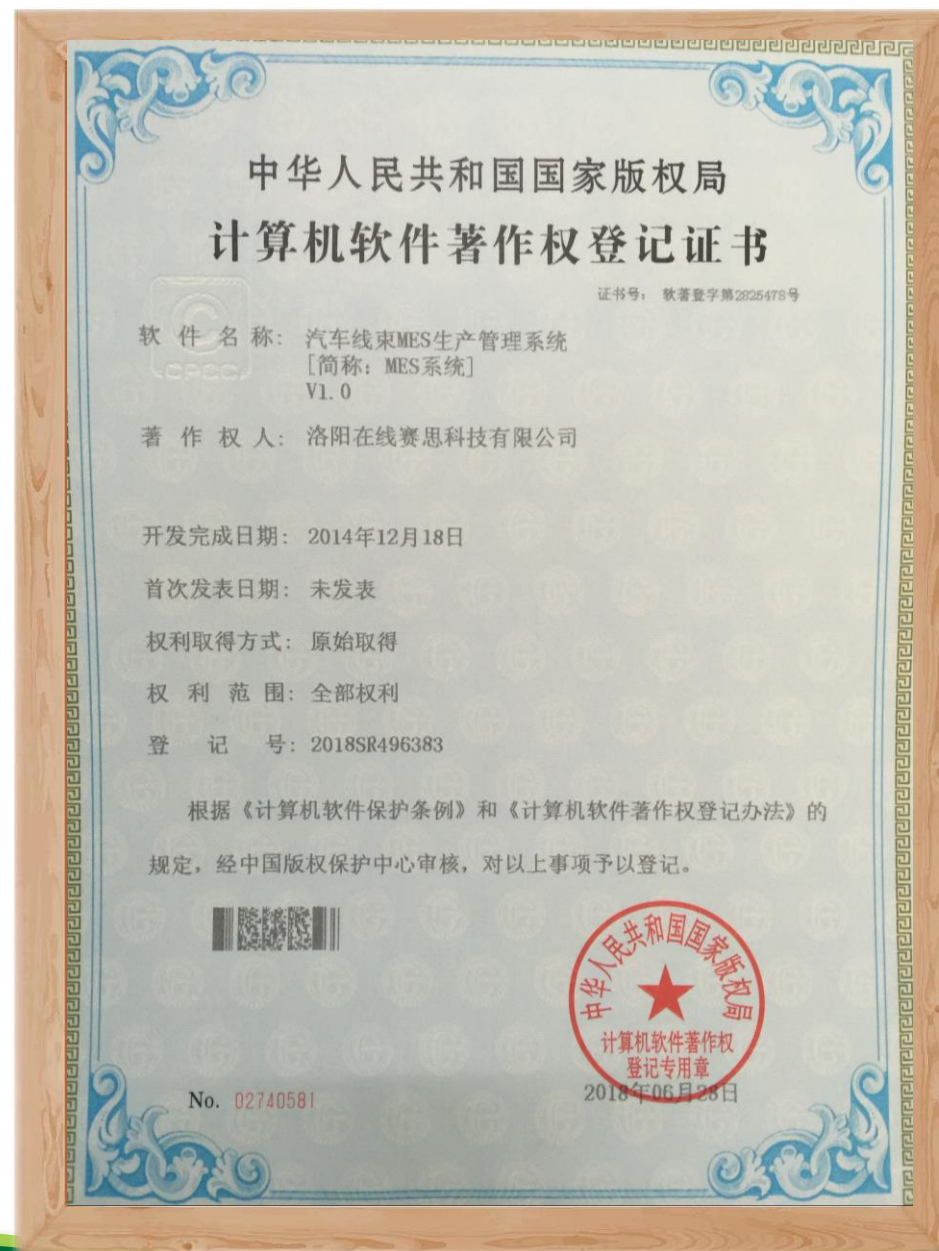 中华人民共和国国家版权局
计算机软件著作权登记证书
证书号： 软著登字第2825478号
CPCC
软件名称： 汽车线束MES生产管理系统
[简称：MES系统]
V1.0
著作权人： 洛阳在线赛思科技有限公司
开发完成日期： 2014年12月18日
首次发表日期： 未发表
权利取得方式： 原始取得
权利范围： 全部权利
登记号： 2018SR496383
根据《计算机软件保护条例》和《计算机软件著作权登记办法》的
规定，经中国版权保护中心审核，对以上事项予以登记。
中华人民共和国国家版权局
计算机软件著作权
登记专用章
No. 02740581
2018年06月28日